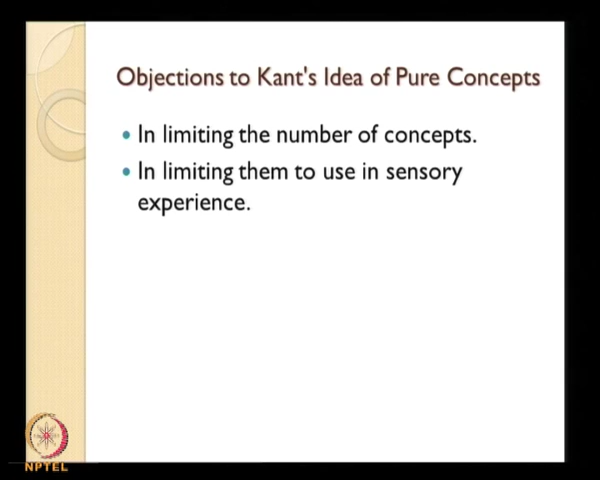 Objections to Kant's Idea of Pure Concepts
• In limiting the number of concepts.
• In limiting them to use in sensory
experience.
NPTEL